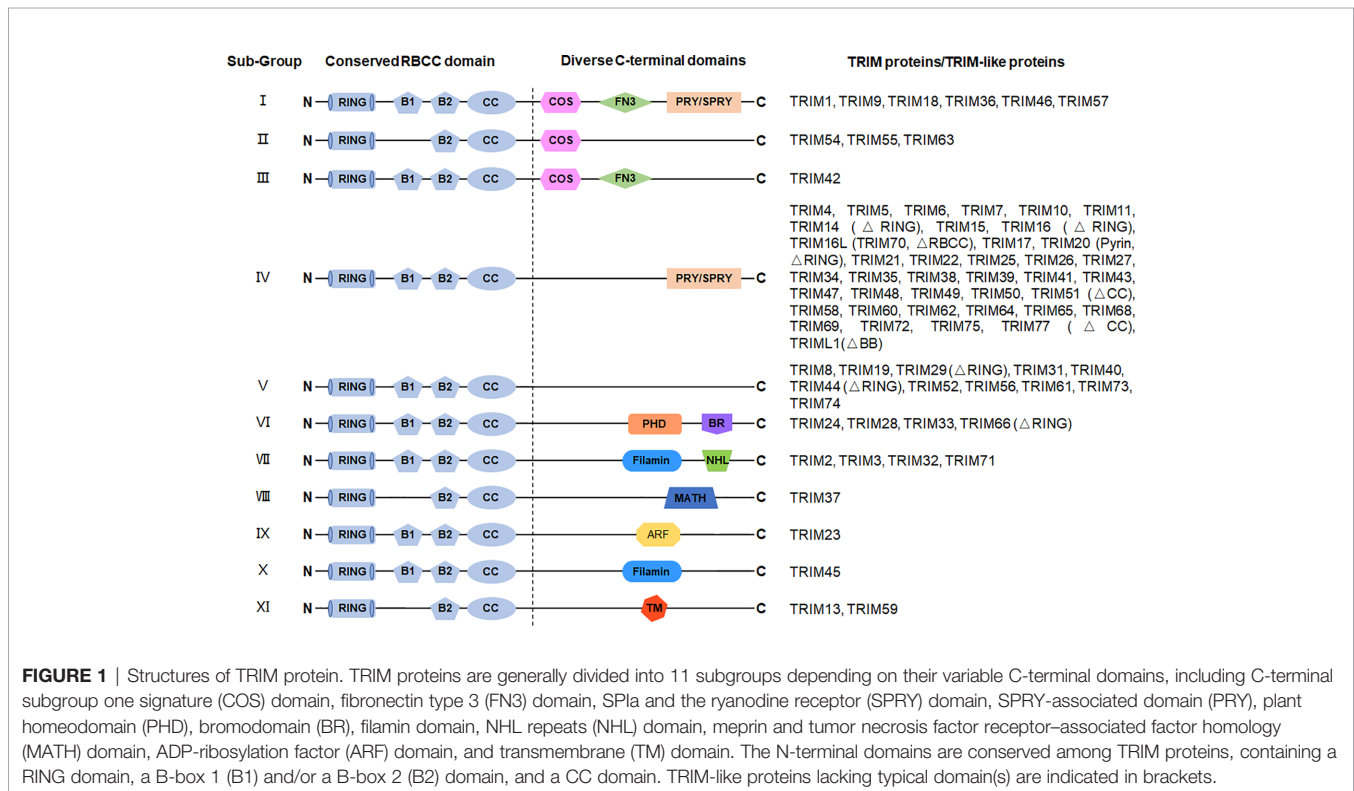 Sub-Group Conserved RBCC domain Diverse C-terminal domains TRIM proteins/TRIM-like proteins
Ⅰ N RING B1 B2 CC COS FN3 PRY/SPRY C TRIM1, TRIM9, TRIM18, TRIM36, TRIM46, TRIM57
Ⅱ N RING B2 CC COS C TRIM54, TRIM55, TRIM63
Ⅲ N RING B1 B2 CC COS FN3 C TRIM42
TRIM4, TRIM5, TRIM6, TRIM7, TRIM10, TRIM11,
TRIM14 (△RING), TRIM15, TRIM16 (△RING),
TRIM16L (TRIM70, △RBCC), TRIM17, TRIM20 (Pyrin,
△RING), TRIM21, TRIM22, TRIM25, TRIM26, TRIM27,
Ⅳ N RING B1 B2 CC PRY/SPRY C TRIM34, TRIM35, TRIM38, TRIM39, TRIM41, TRIM43,
TRIM47, TRIM48, TRIM49, TRIM50, TRIM51 (△CC),
TRIM58, TRIM60, TRIM62, TRIM64, TRIM65, TRIM68,
TRIM69, TRIM72, TRIM75, TRIM77 (△CC),
TRIML1(△BB)
TRIM8, TRIM19, TRIM29(△RING), TRIM31, TRIM40,
Ⅴ N RING B1 B2 CC C TRIM44(△RING), TRIM52, TRIM56, TRIM61, TRIM73,
TRIM74
Ⅵ N RING B1 B2 CC PHD BR C TRIM24, TRIM28, TRIM33, TRIM66(△RING)
Ⅶ N RING B1 B2 CC Filamin NHL C TRIM2, TRIM3, TRIM32, TRIM71
Ⅷ N RING B2 CC MATH C TRIM37
Ⅸ N RING B1 B2 CC ARF C TRIM23
Ⅹ N RING B1 B2 CC Filamin C TRIM45
Ⅺ N RING B2 CC TM C TRIM13, TRIM59
FIGURE 1 | Structures of TRIM protein. TRIM proteins are generally divided into 11 subgroups depending on their variable C-terminal domains, including C-terminal
subgroup one signature (COS) domain, fibronectin type 3 (FN3) domain, SPIa and the ryanodine receptor (SPRY) domain, SPRY-associated domain (PRY), plant
homeodomain (PHD), bromodomain (BR), filamin domain, NHL repeats (NHL) domain, meprin and tumor necrosis factor receptor–associated factor homology
(MATH) domain, ADP-ribosylation factor (ARF) domain, and transmembrane (TM) domain. The N-terminal domains are conserved among TRIM proteins, containing a
RING domain, a B-box 1 (B1) and/or a B-box 2 (B2) domain, and a CC domain. TRIM-like proteins lacking typical domain(s) are indicated in brackets.